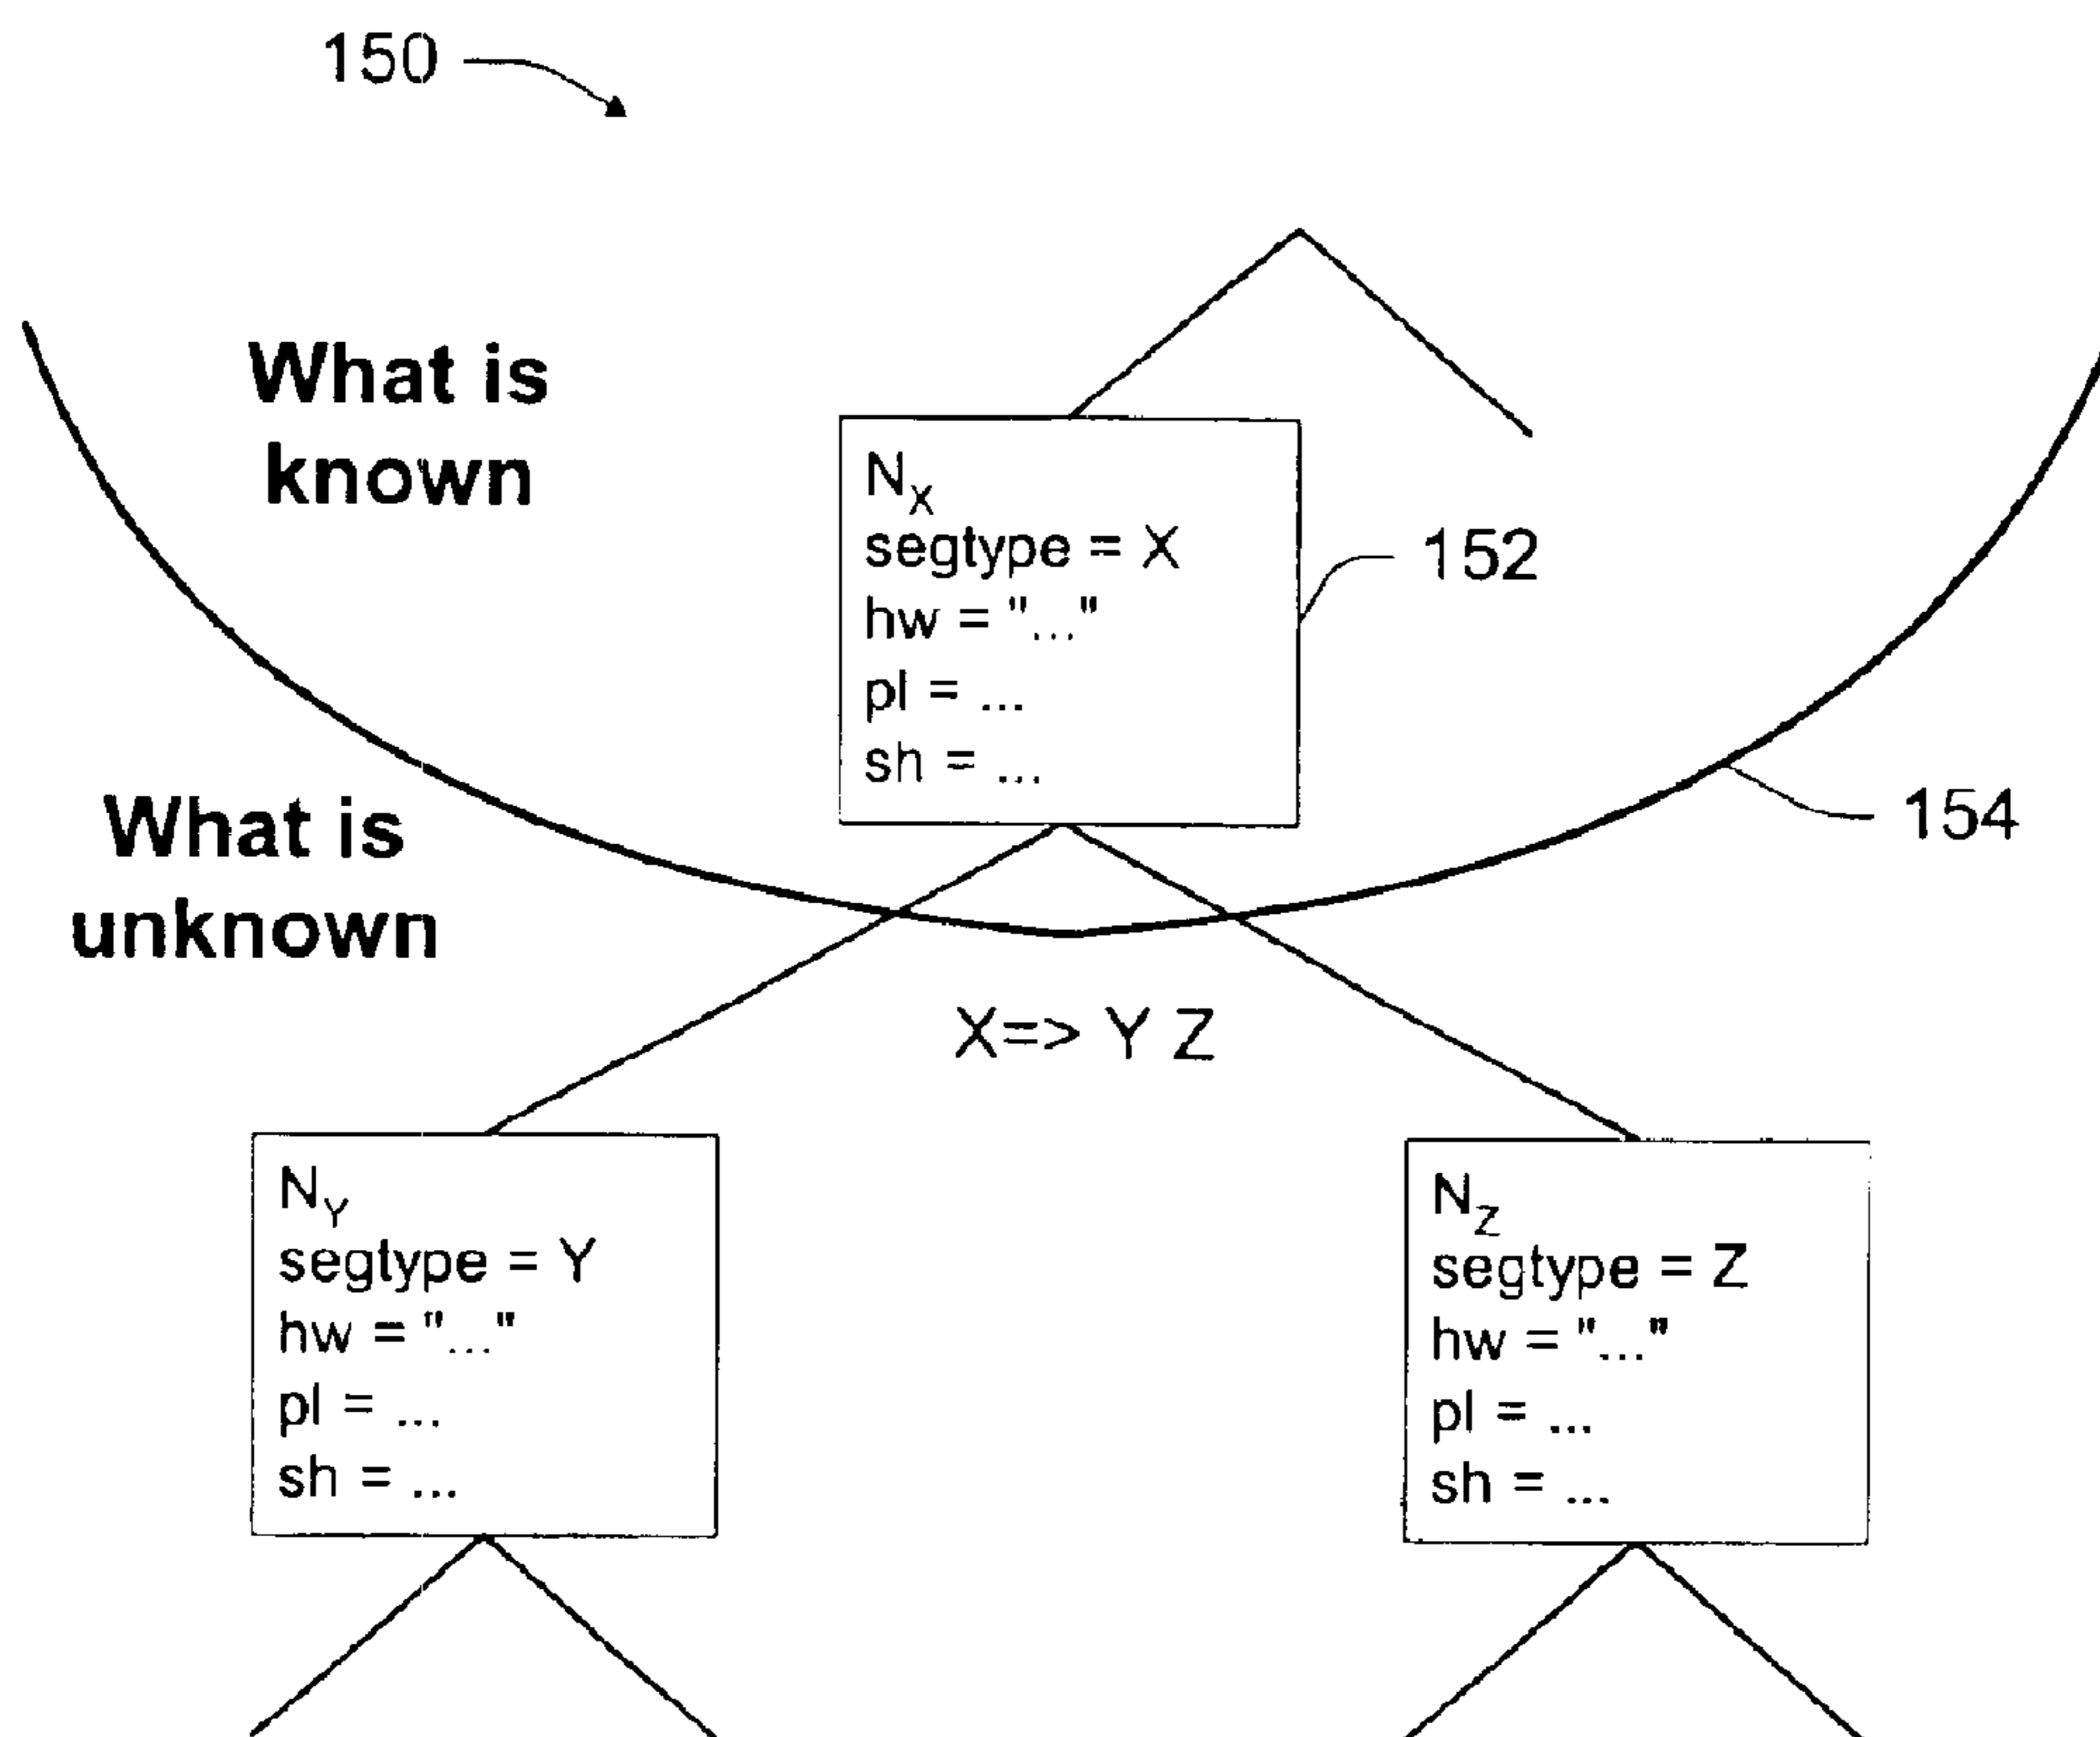 150
What is
known
N_X
segtype = X
hw = "..."
pl = ...
sh = ...
152
What is
unknown
154
X=> Y Z
N_Y
segtype = Y
hw = "..."
pl = ...
sh = ...
N_Z
segtype = Z
hw = "..."
pl = ...
sh = ...